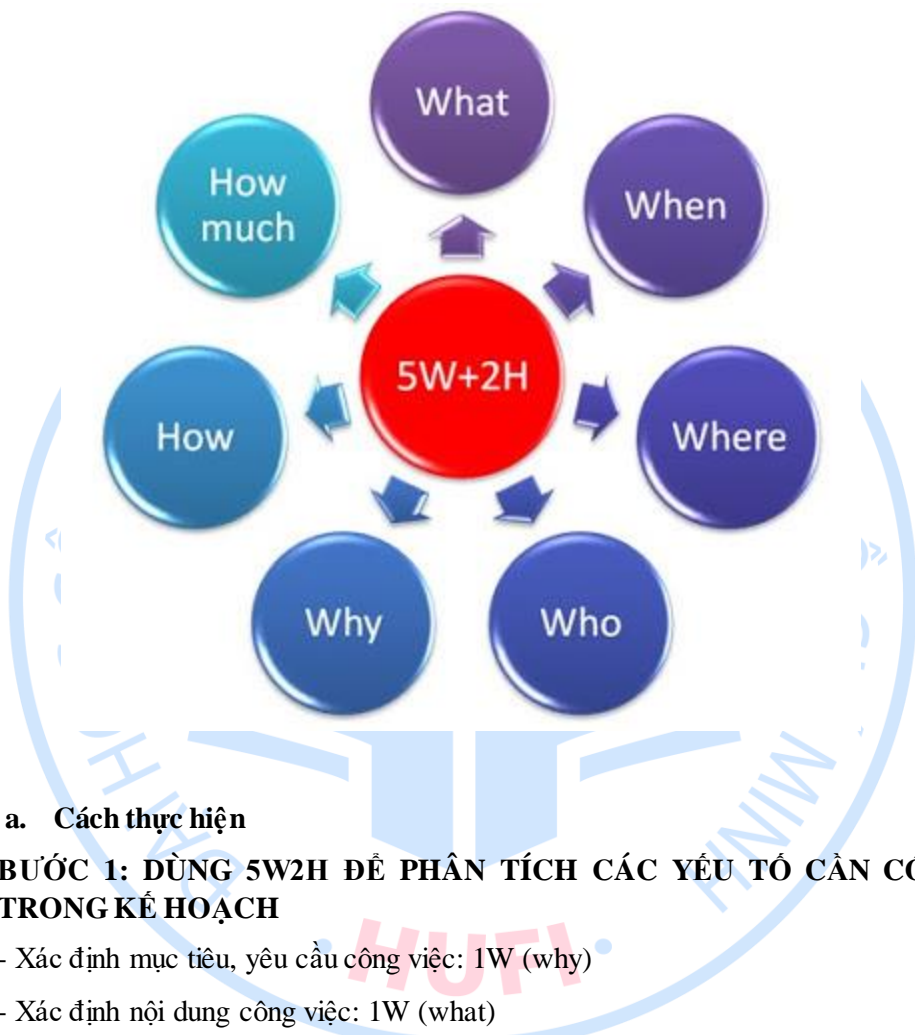 What
How
much
When
5W+2H
How
Where
Why
Who
MINH
HUFI
a. Cách thực hiện
BƯỚC 1: DÙNG 5W2H ĐỂ PHÂN TÍCH CÁC YẾU TỐ CẦN CÓ
TRONG KẾ HOẠCH
- Xác định mục tiêu, yêu cầu công việc: 1W (why)
- Xác định nội dung công việc: 1W (what)